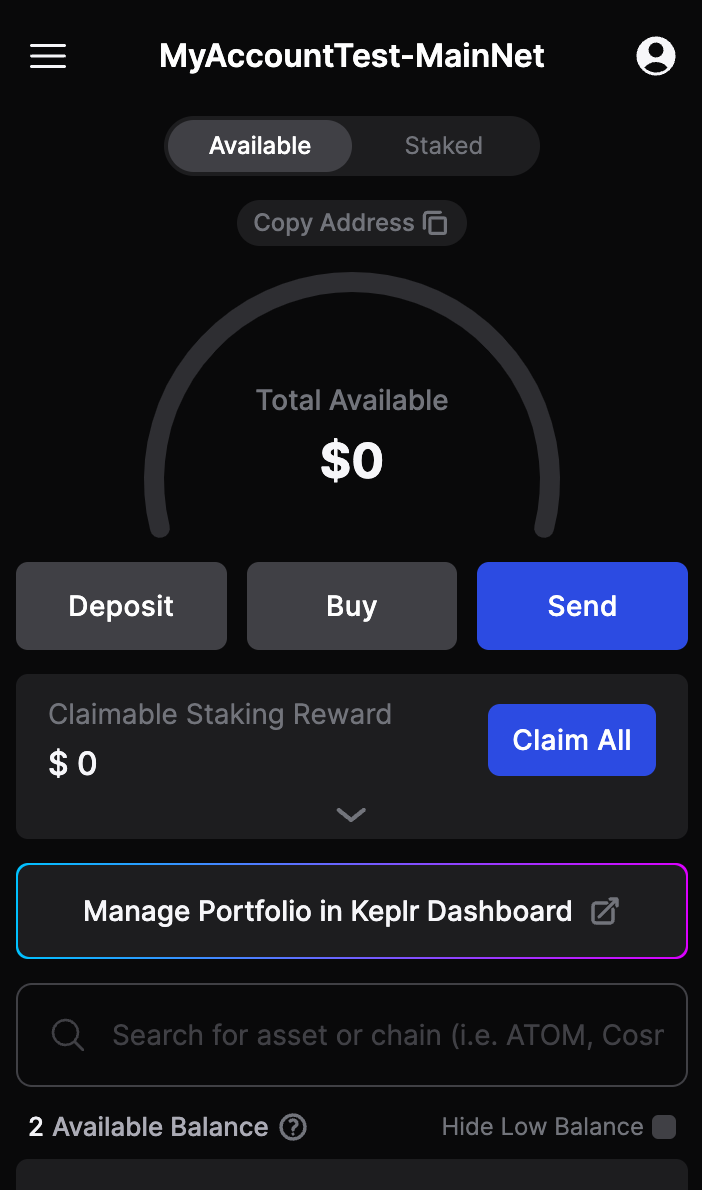 MyAccountTest-MainNet
Available Staked
Copy Address
Total Available
$0
Deposit Buy Send
Claimable Staking Reward
$ 0
Claim All
Manage Portfolio in Keplr Dashboard
Search for asset or chain (i.e. ATOM, Cosr
2 Available Balance ? Hide Low Balance